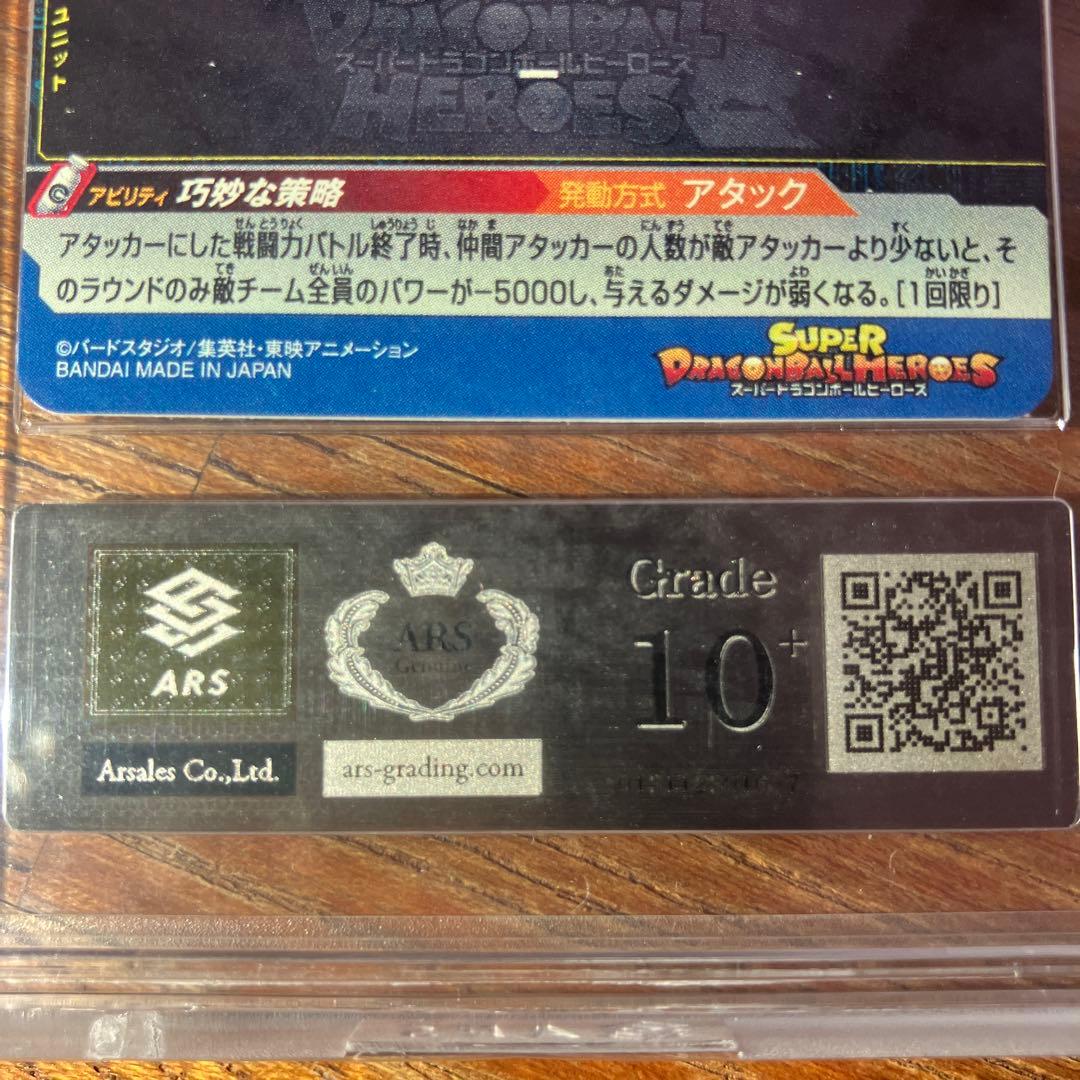 ユニット
DRAGONBALL
スーパードラゴンボールヒーローズ
HEROES
アビリティ 巧妙な策略 発動方式 アタック
アタッカーにした戦闘力バトル終了時、仲間アタッカーの人数が敵アタッカーより少ないと、そ
のラウンドのみ敵チーム全員のパワーが-5000し、与えるダメージが弱くなる。[1回限り]
©バードスタジオ/集英社・東映アニメーション
BANDAI MADE IN JAPAN
SUPER
DRAGONBALL HEROES
スーパードラゴンボールヒーローズ
ARS
Arsales Co.,Ltd.
ARS
Genuine
ars-grading.com
Grade
10+